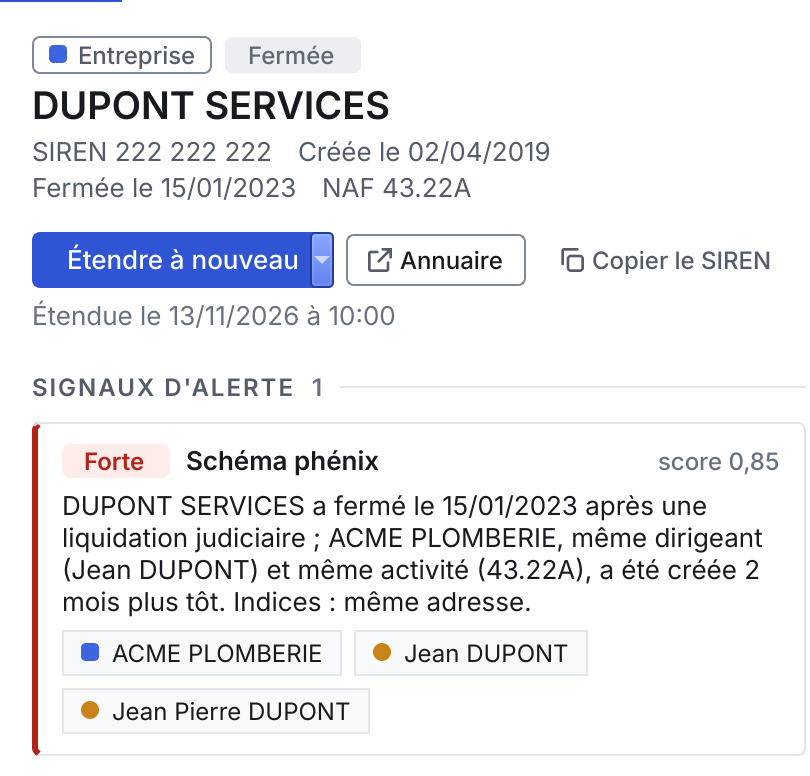 Entreprise Fermée
DUPONT SERVICES
SIREN 222 222 222 Créée le 02/04/2019
Fermée le 15/01/2023 NAF 43.22A
Étendre à nouveau Annuaire Copier le SIREN
Étendue le 13/11/2026 à 10:00
SIGNAUX D'ALERTE 1
Forte Schéma phénix score 0,85
DUPONT SERVICES a fermé le 15/01/2023 après une
liquidation judiciaire ; ACME PLOMBERIE, même dirigeant
(Jean DUPONT) et même activité (43.22A), a été créée 2
mois plus tôt. Indices : même adresse.
ACME PLOMBERIE Jean DUPONT
Jean Pierre DUPONT